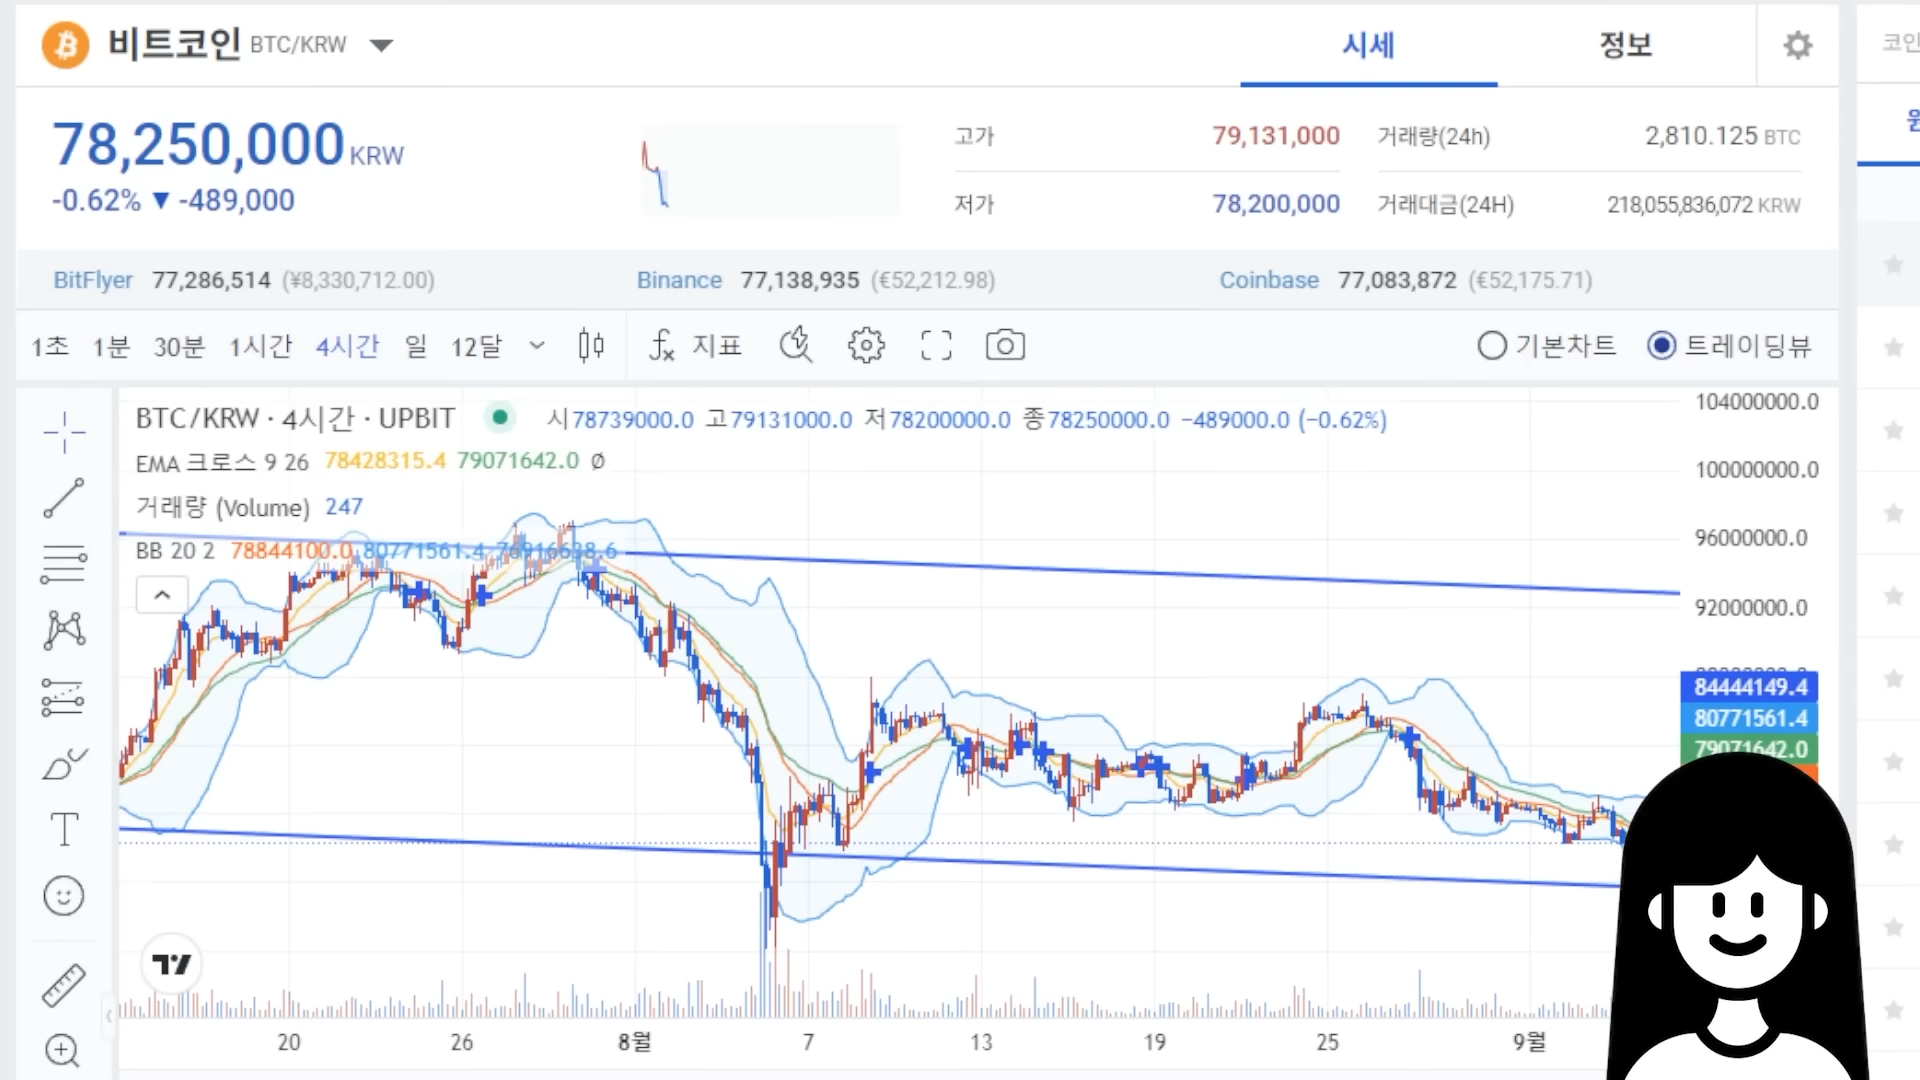 비트코인 BTC/KRW 시세 정보 코인
78,250,000 KRW
-0.62% ▼ -489,000
고가 79,131,000 거래량(24h) 2,810.125 BTC
저가 78,200,000 거래대금(24H) 218,055,836,072 KRW
BitFlyer 77,286,514 (¥8,330,712.00) Binance 77,138,935 (€52,212.98) Coinbase 77,083,872 (€52,175.71)
1초 1분 30분 1시간 4시간 일 12달 fx 지표 기본차트 트레이딩뷰
BTC/KRW · 4시간 · UPBIT 시78739000.0 고79131000.0 저78200000.0 종78250000.0 −489000.0 (−0.62%)
EMA 크로스 9 26 78428315.4 79071642.0 Ø
거래량 (Volume) 247
BB 20 2 78844100.0 80771561.4 76916638.6
104000000.0
100000000.0
96000000.0
92000000.0
84444149.4
80771561.4
79071642.0
20 26 8월 7 13 19 25 9월